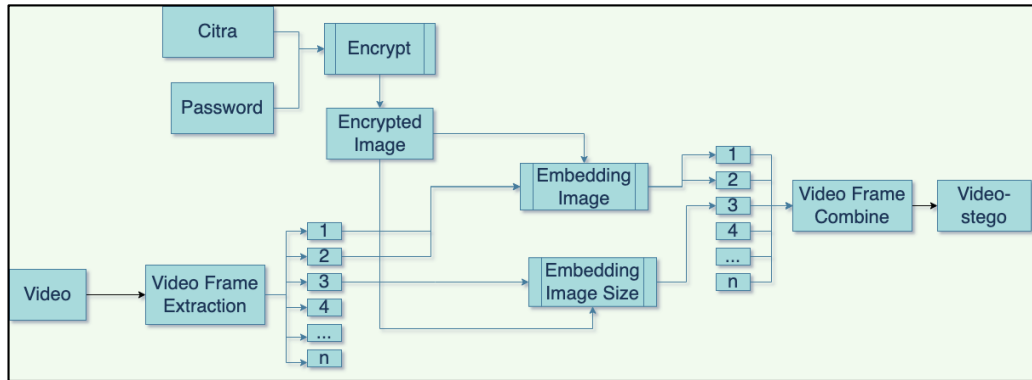 Citra
Encrypt
Password
Encrypted
Image
Embedding
Image
1
2
3
4
...
n
Video Frame
Combine
Video-
stego
Video
Video Frame
Extraction
1
2
3
4
...
n
Embedding
Image Size